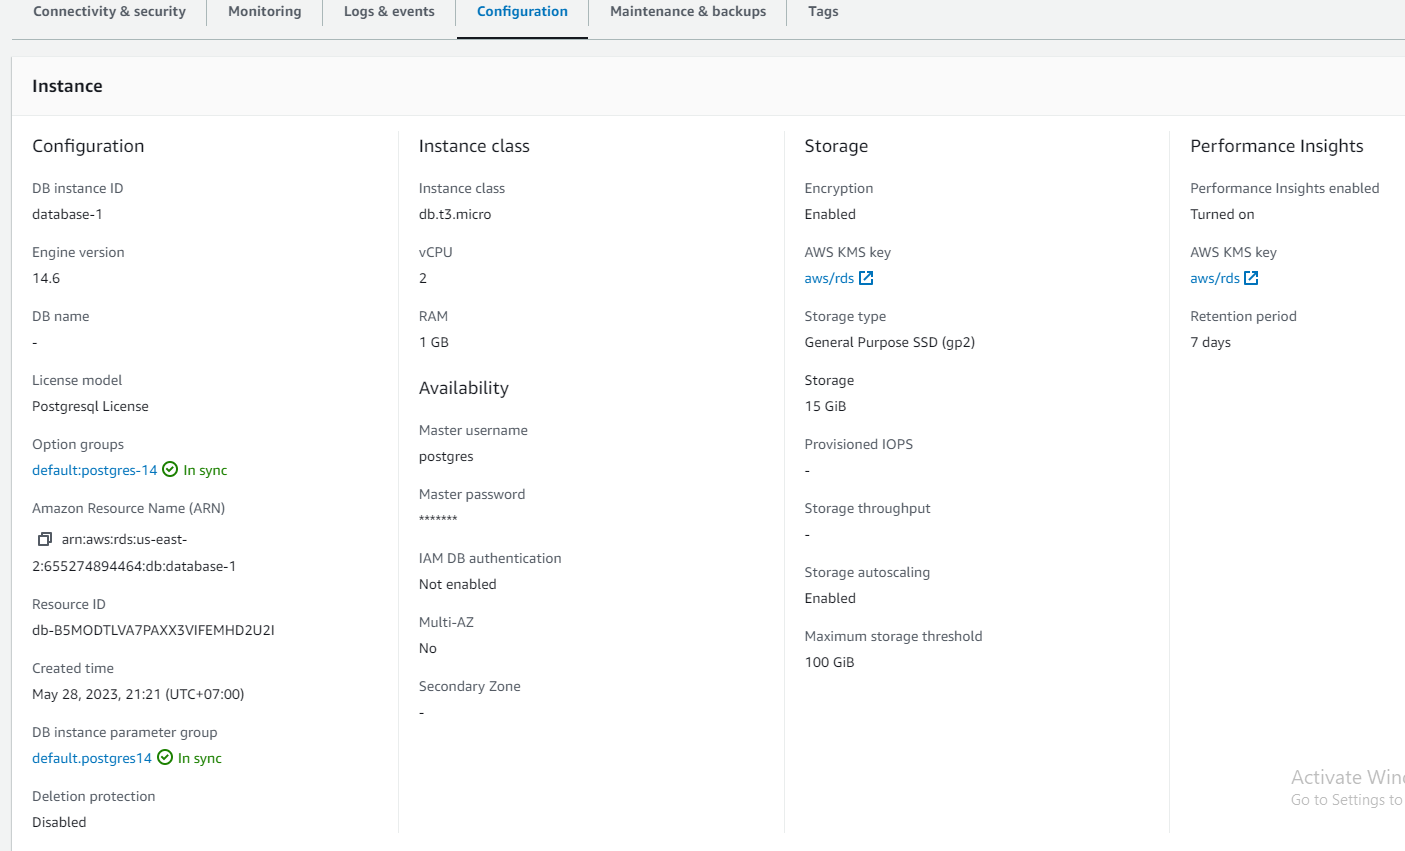 Connectivity & security
Monitoring
Logs & events
Configuration
Maintenance & backups
Tags
Instance
Configuration
DB instance ID
database-1
Engine version
14.6
DB name
-
License model
Postgresql License
Option groups
default:postgres-14 In sync
Amazon Resource Name (ARN)
arn:aws:rds:us-east-
2:655274894464:db:database-1
Resource ID
db-B5MODTLVA7PAXX3VIFEMHD2U2I
Created time
May 28, 2023, 21:21 (UTC+07:00)
DB instance parameter group
default.postgres14 In sync
Deletion protection
Disabled
Instance class
Instance class
db.t3.micro
vCPU
2
RAM
1 GB
Availability
Master username
postgres
Master password
*******
IAM DB authentication
Not enabled
Multi-AZ
No
Secondary Zone
-
Storage
Encryption
Enabled
AWS KMS key
aws/rds
Storage type
General Purpose SSD (gp2)
Storage
15 GiB
Provisioned IOPS
-
Storage throughput
-
Storage autoscaling
Enabled
Maximum storage threshold
100 GiB
Performance Insights
Performance Insights enabled
Turned on
AWS KMS key
aws/rds
Retention period
7 days
Activate Win
Go to Settings to